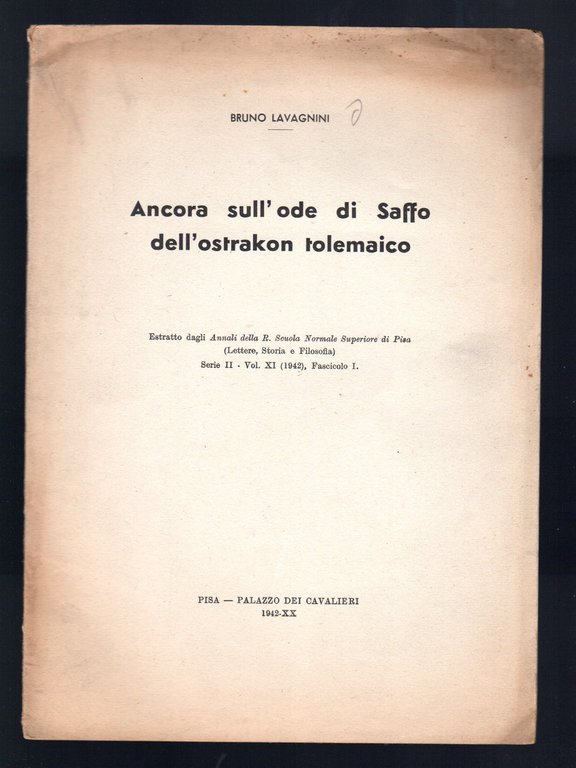 BRUNO LAVAGNINI
Ancora sull'ode di Saffo
dell'ostrakon tolemaico
Estratto dagli Annali della R. Scuola Normale Superiore di Pisa
(Lettere, Storia e Filosofia)
Serie II - Vol. XI (1942), Fascicolo I.
PISA — PALAZZO DEI CAVALIERI
1942-XX